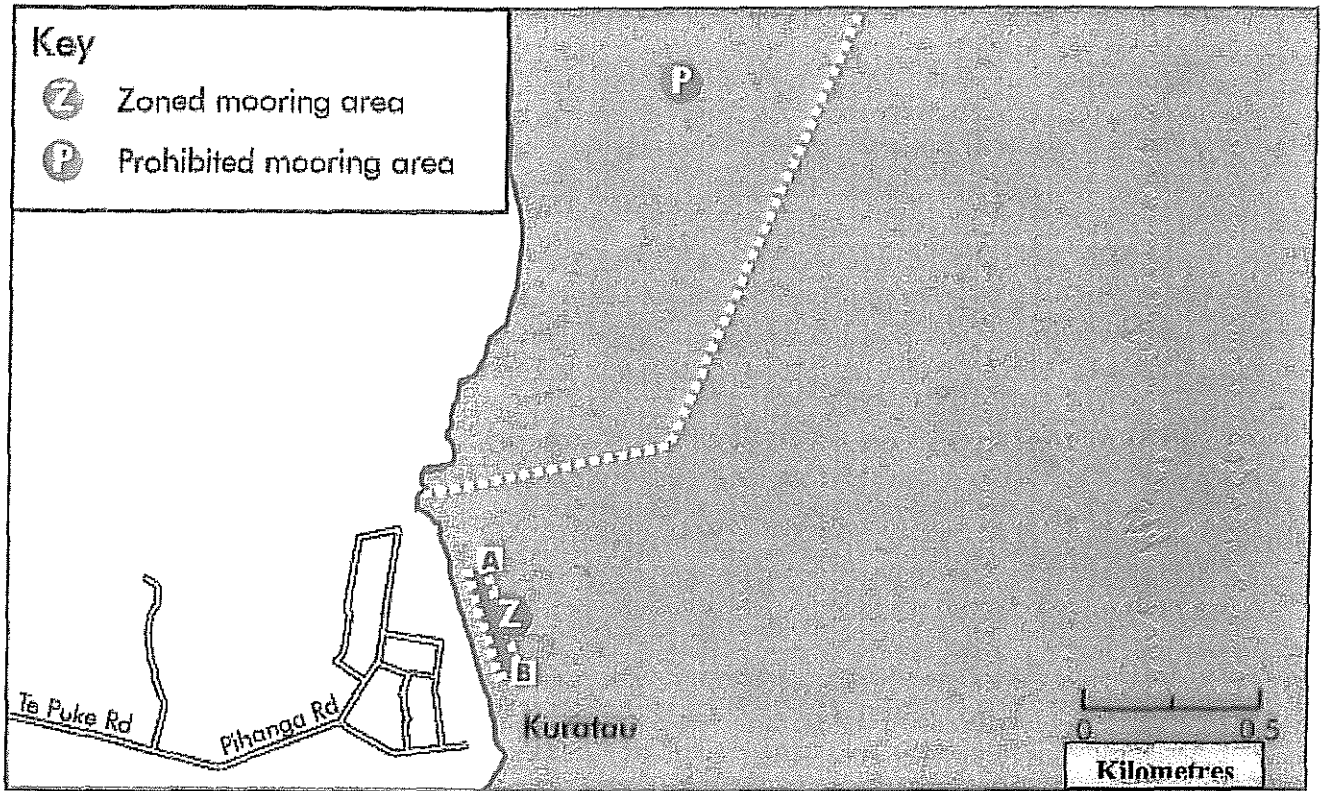 Key
Z Zoned mooring area
P Prohibited mooring area
P
A
Z
B
Te Puke Rd
Pihanga Rd
Kuratau
0 0.5
Kilometres